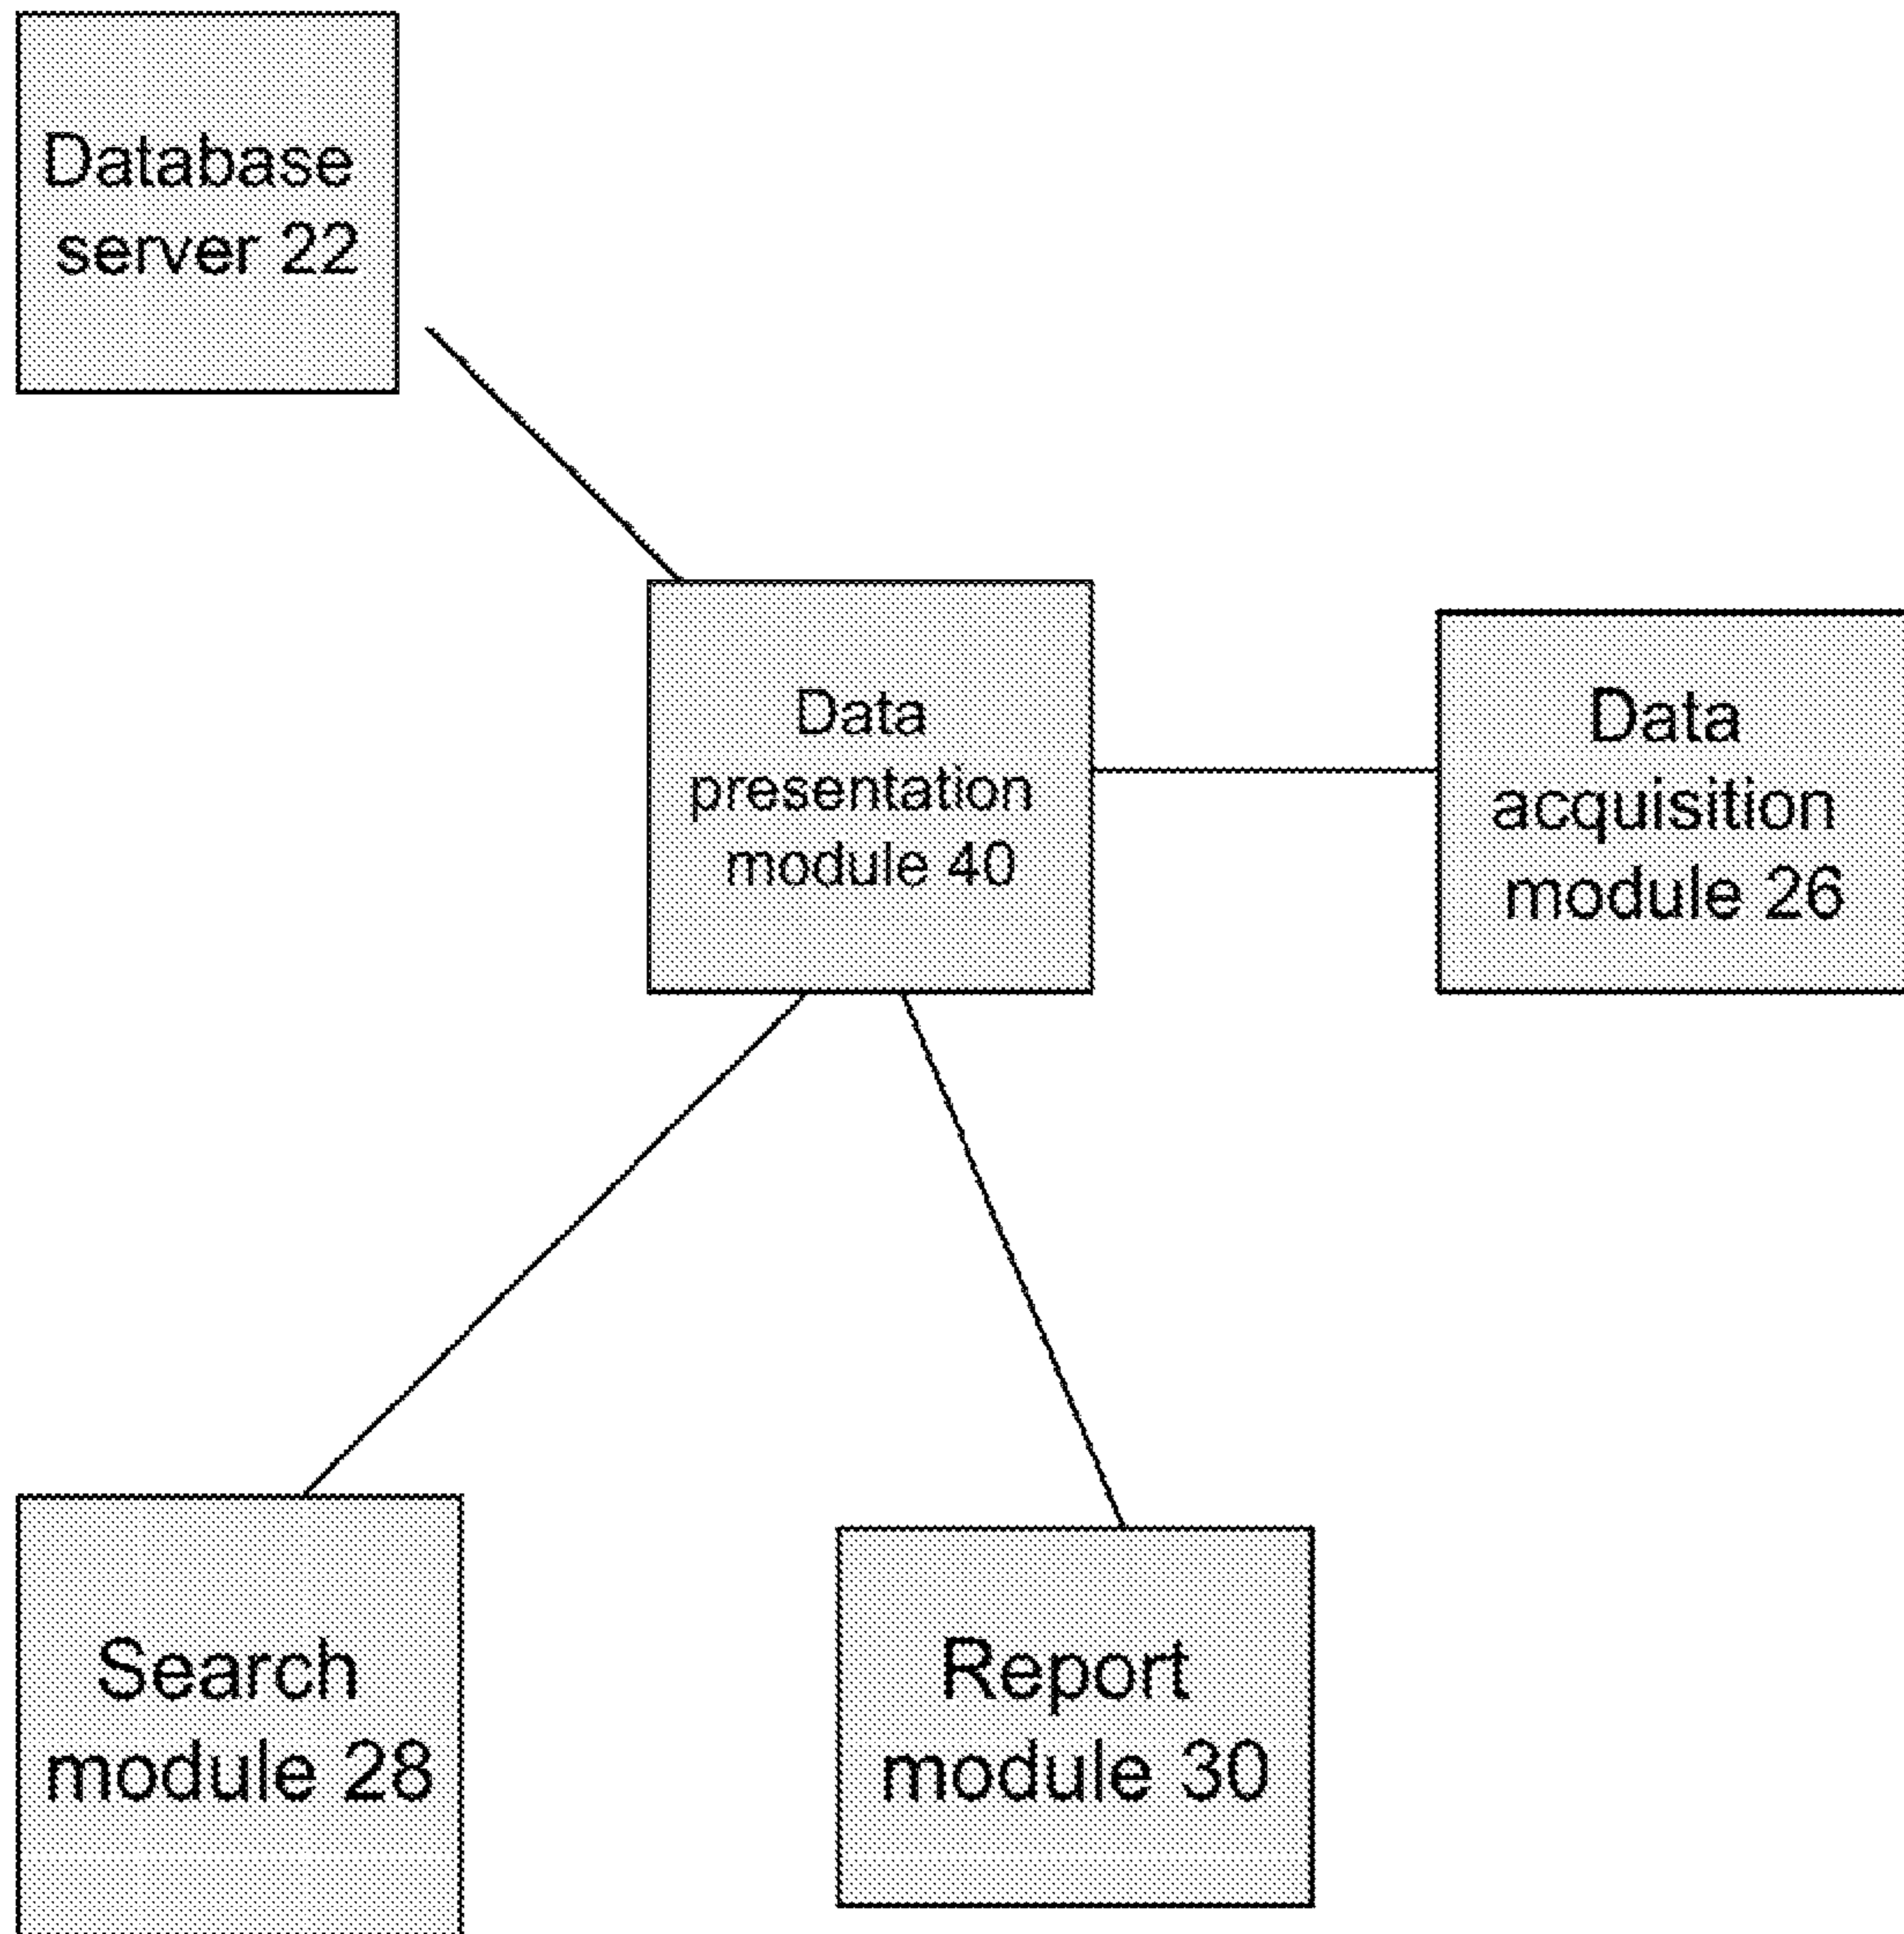 Database
server 22
Data
presentation
module 40
Data
acquisition
module 26
Search
module 28
Report
module 30